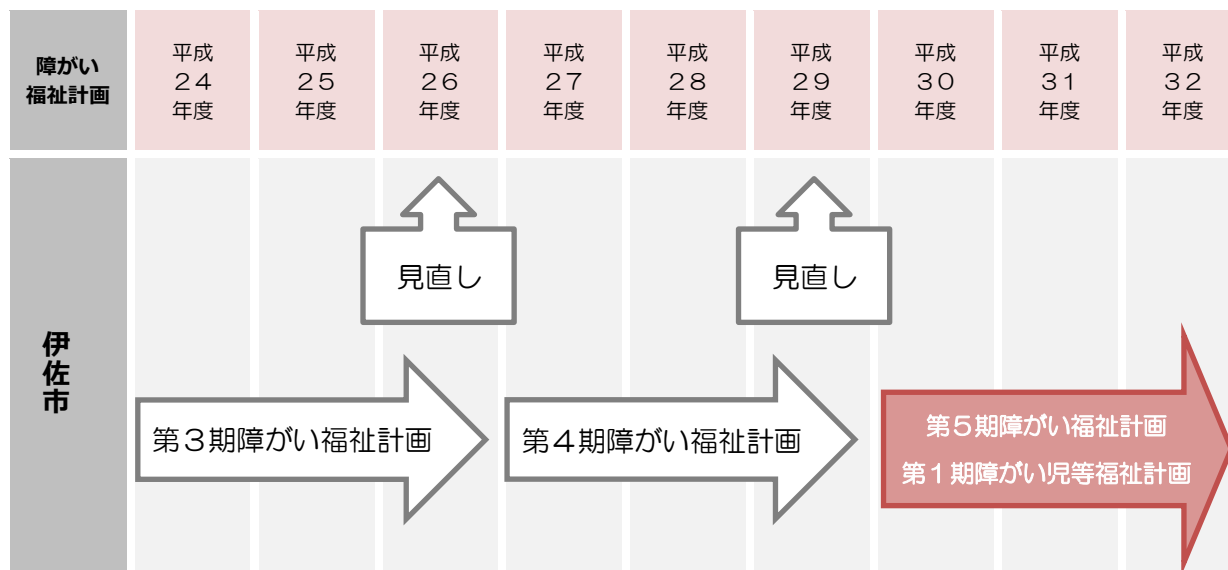 障がい
福祉計画
平成
２４
年度
平成
２５
年度
平成
２６
年度
平成
２７
年度
平成
２８
年度
平成
２９
年度
平成
３０
年度
平成
３１
年度
平成
３２
年度
伊佐市
見直し
見直し
第３期障がい福祉計画
第４期障がい福祉計画
第５期障がい福祉計画
第１期障がい児等福祉計画